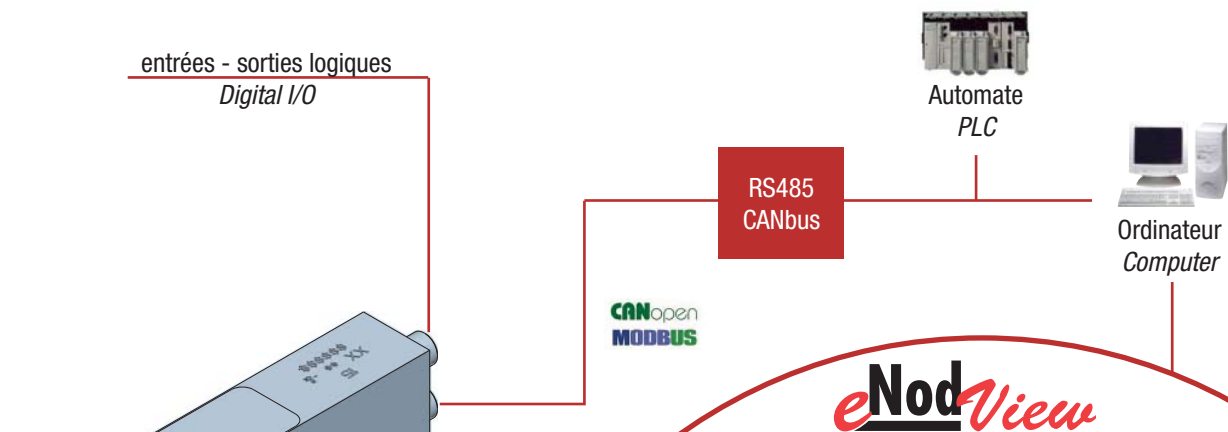 entrées - sorties logiques
Digital I/O
Automate
PLC
RS485
CANbus
Ordinateur
Computer
CANopen
MODBUS
eNodView